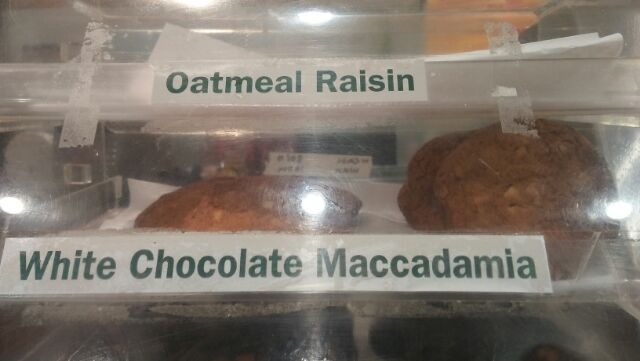 Oatmeal Raisin
White Chocolate Maccadamia